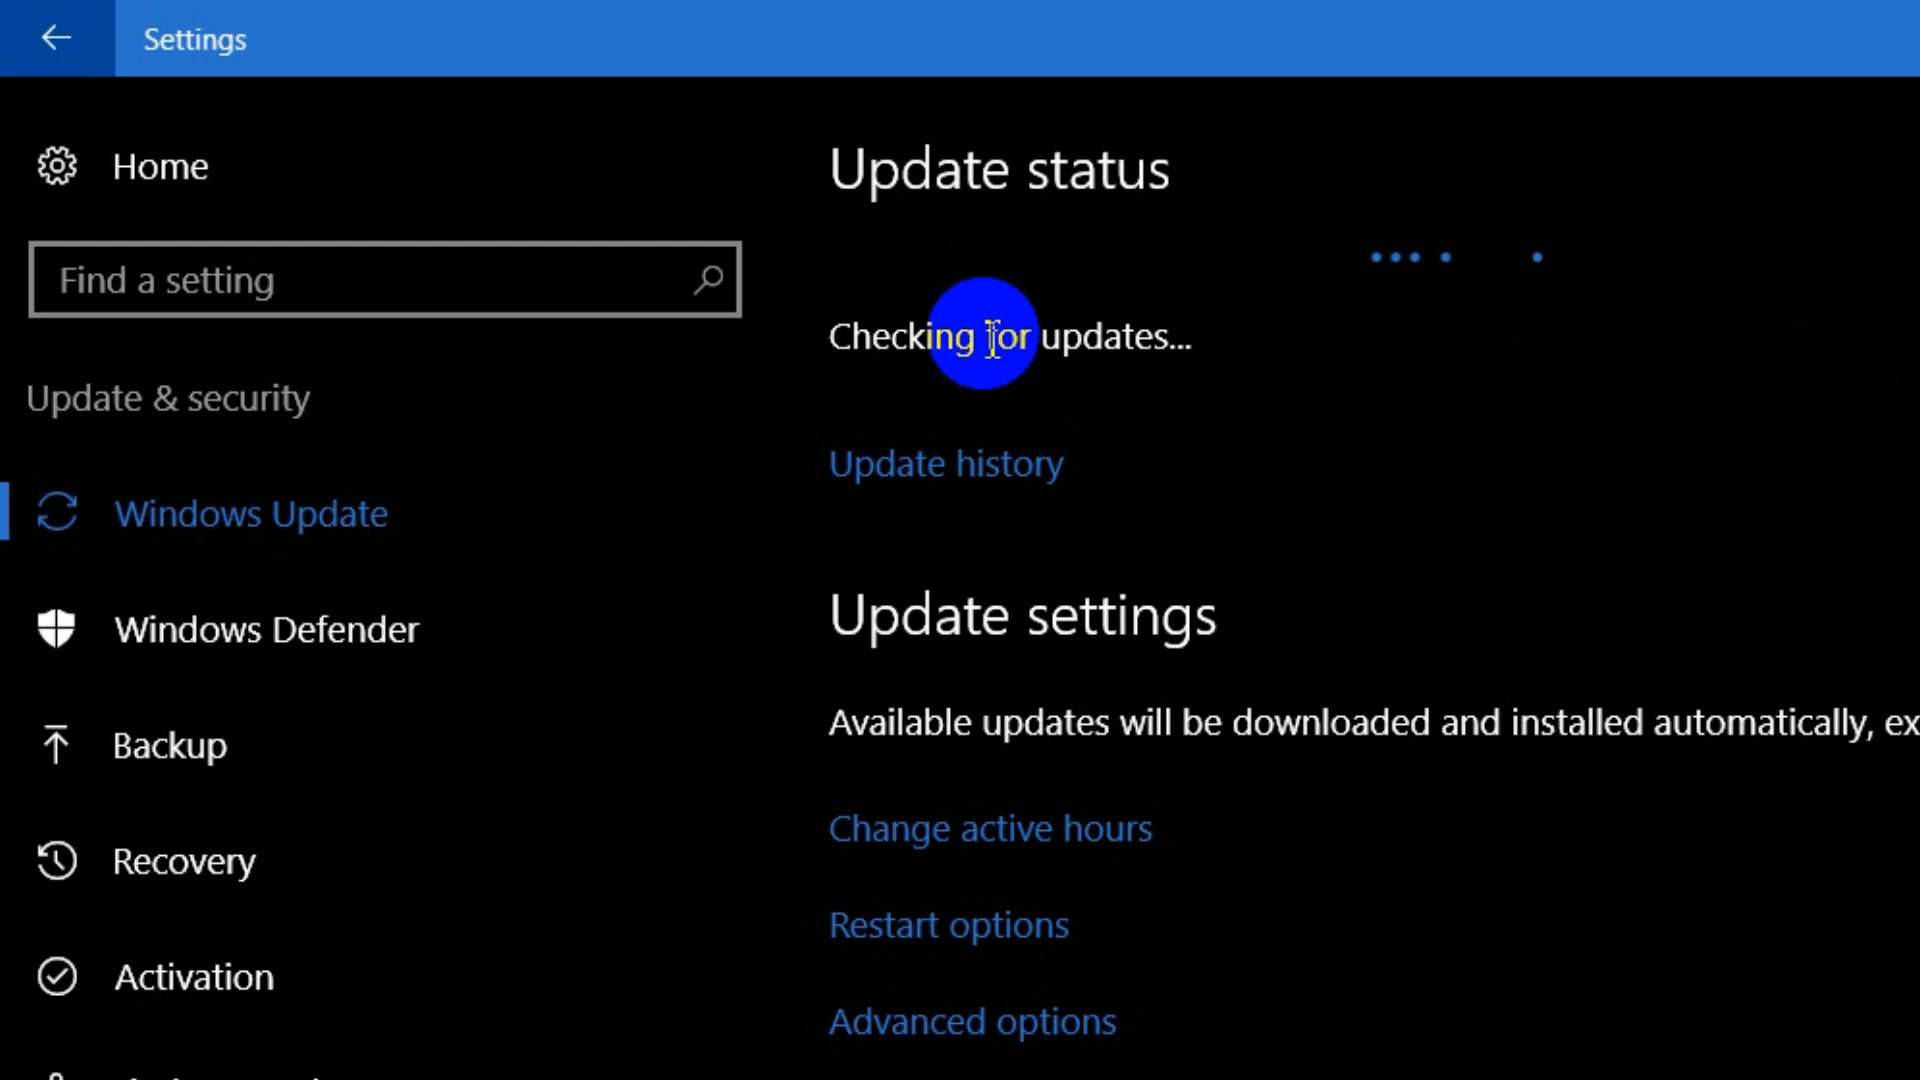 Settings
Home
Find a setting
Update & security
Windows Update
Windows Defender
Backup
Recovery
Activation
Update status
Checking for updates...
Update history
Update settings
Available updates will be downloaded and installed automatically, ex
Change active hours
Restart options
Advanced options